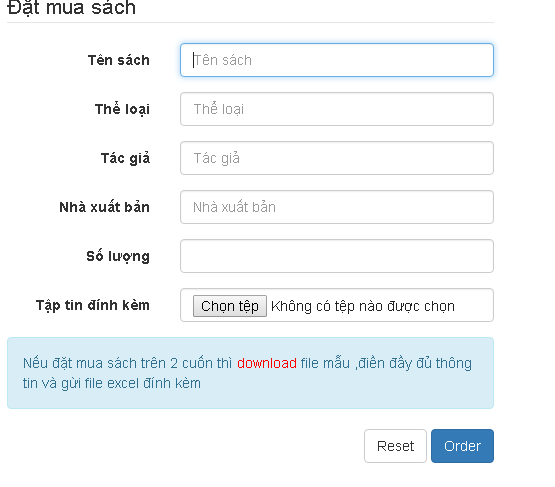 Đặt mua sách
Tên sách
Tên sách
Thể loại
Thể loại
Tác giả
Tác giả
Nhà xuất bản
Nhà xuất bản
Số lượng
Tập tin đính kèm
Chọn tệp Không có tệp nào được chọn
Nếu đặt mua sách trên 2 cuốn thì download file mẫu ,điền đầy đủ thông
tin và gửi file excel đính kèm
Reset Order